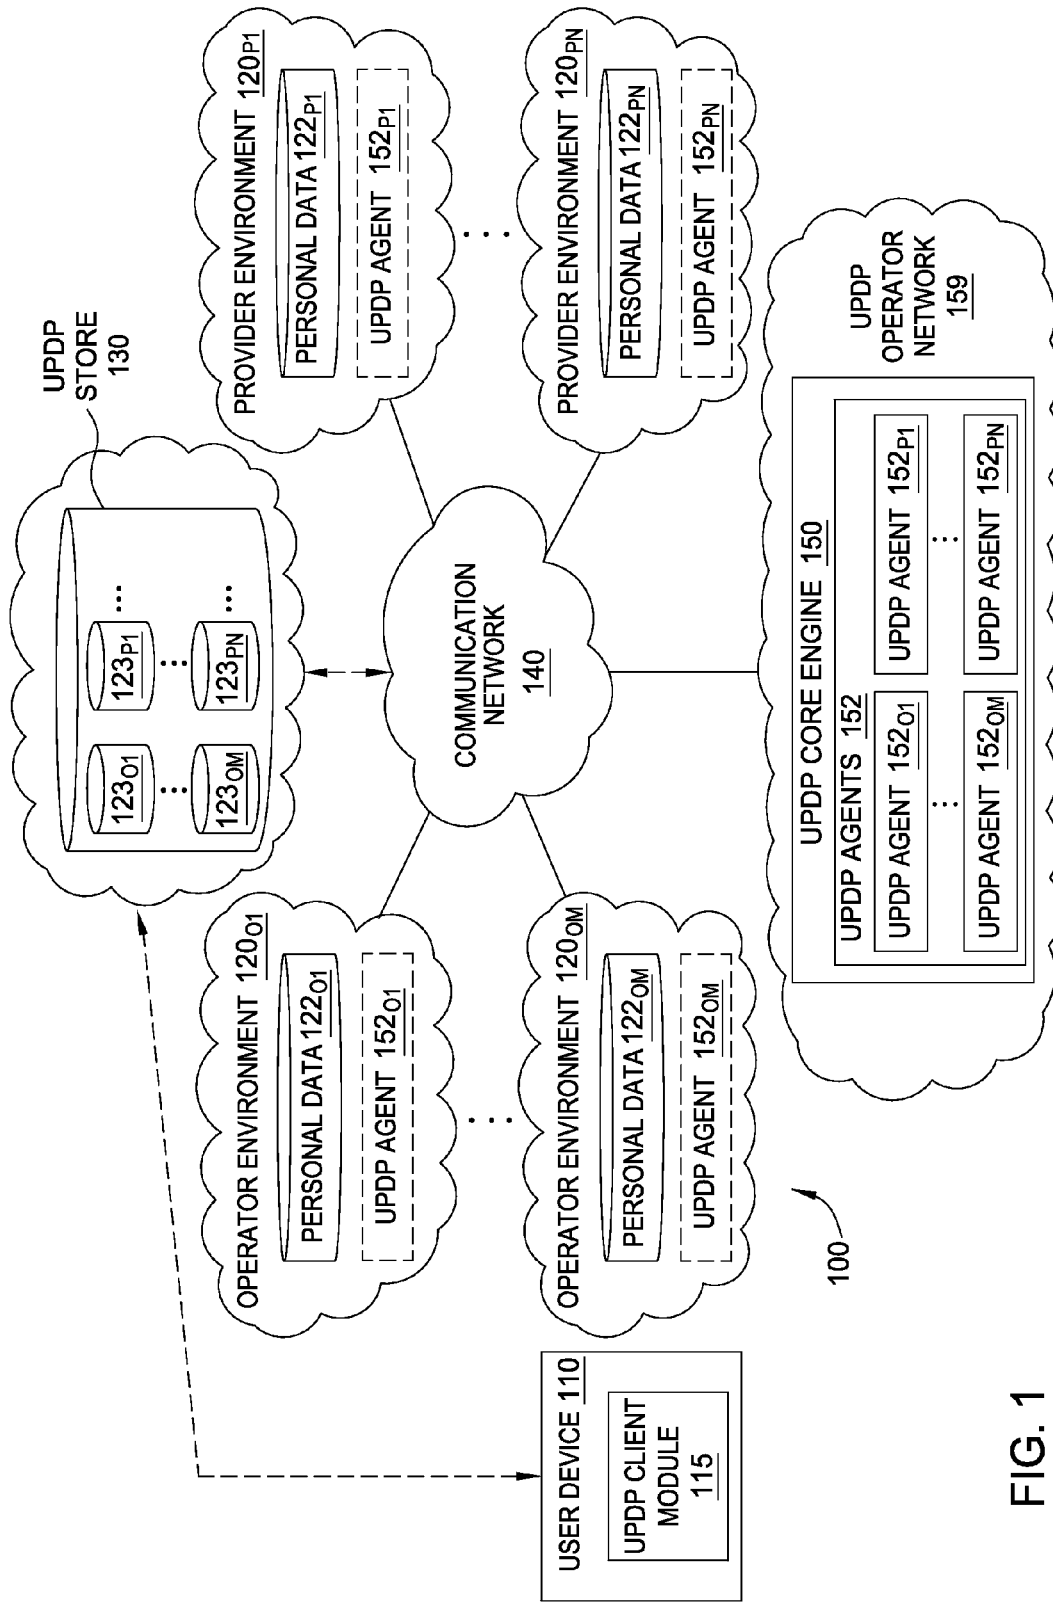 UPDP
STORE
130
123O1
• • •
123OM
123P1
• • •
123PN
• • •
• • •
USER DEVICE 110
UPDP CLIENT
MODULE
115
OPERATOR ENVIRONMENT 120O1
PERSONAL DATA 122O1
UPDP AGENT 152O1
• • •
OPERATOR ENVIRONMENT 120OM
PERSONAL DATA 122OM
UPDP AGENT 152OM
COMMUNICATION
NETWORK
140
PROVIDER ENVIRONMENT 120P1
PERSONAL DATA 122P1
UPDP AGENT 152P1
• • •
PROVIDER ENVIRONMENT 120PN
PERSONAL DATA 122PN
UPDP AGENT 152PN
100
UPDP CORE ENGINE 150
UPDP AGENTS 152
UPDP AGENT 152O1
• • •
UPDP AGENT 152OM
UPDP AGENT 152P1
• • •
UPDP AGENT 152PN
UPDP
OPERATOR
NETWORK
159
FIG. 1